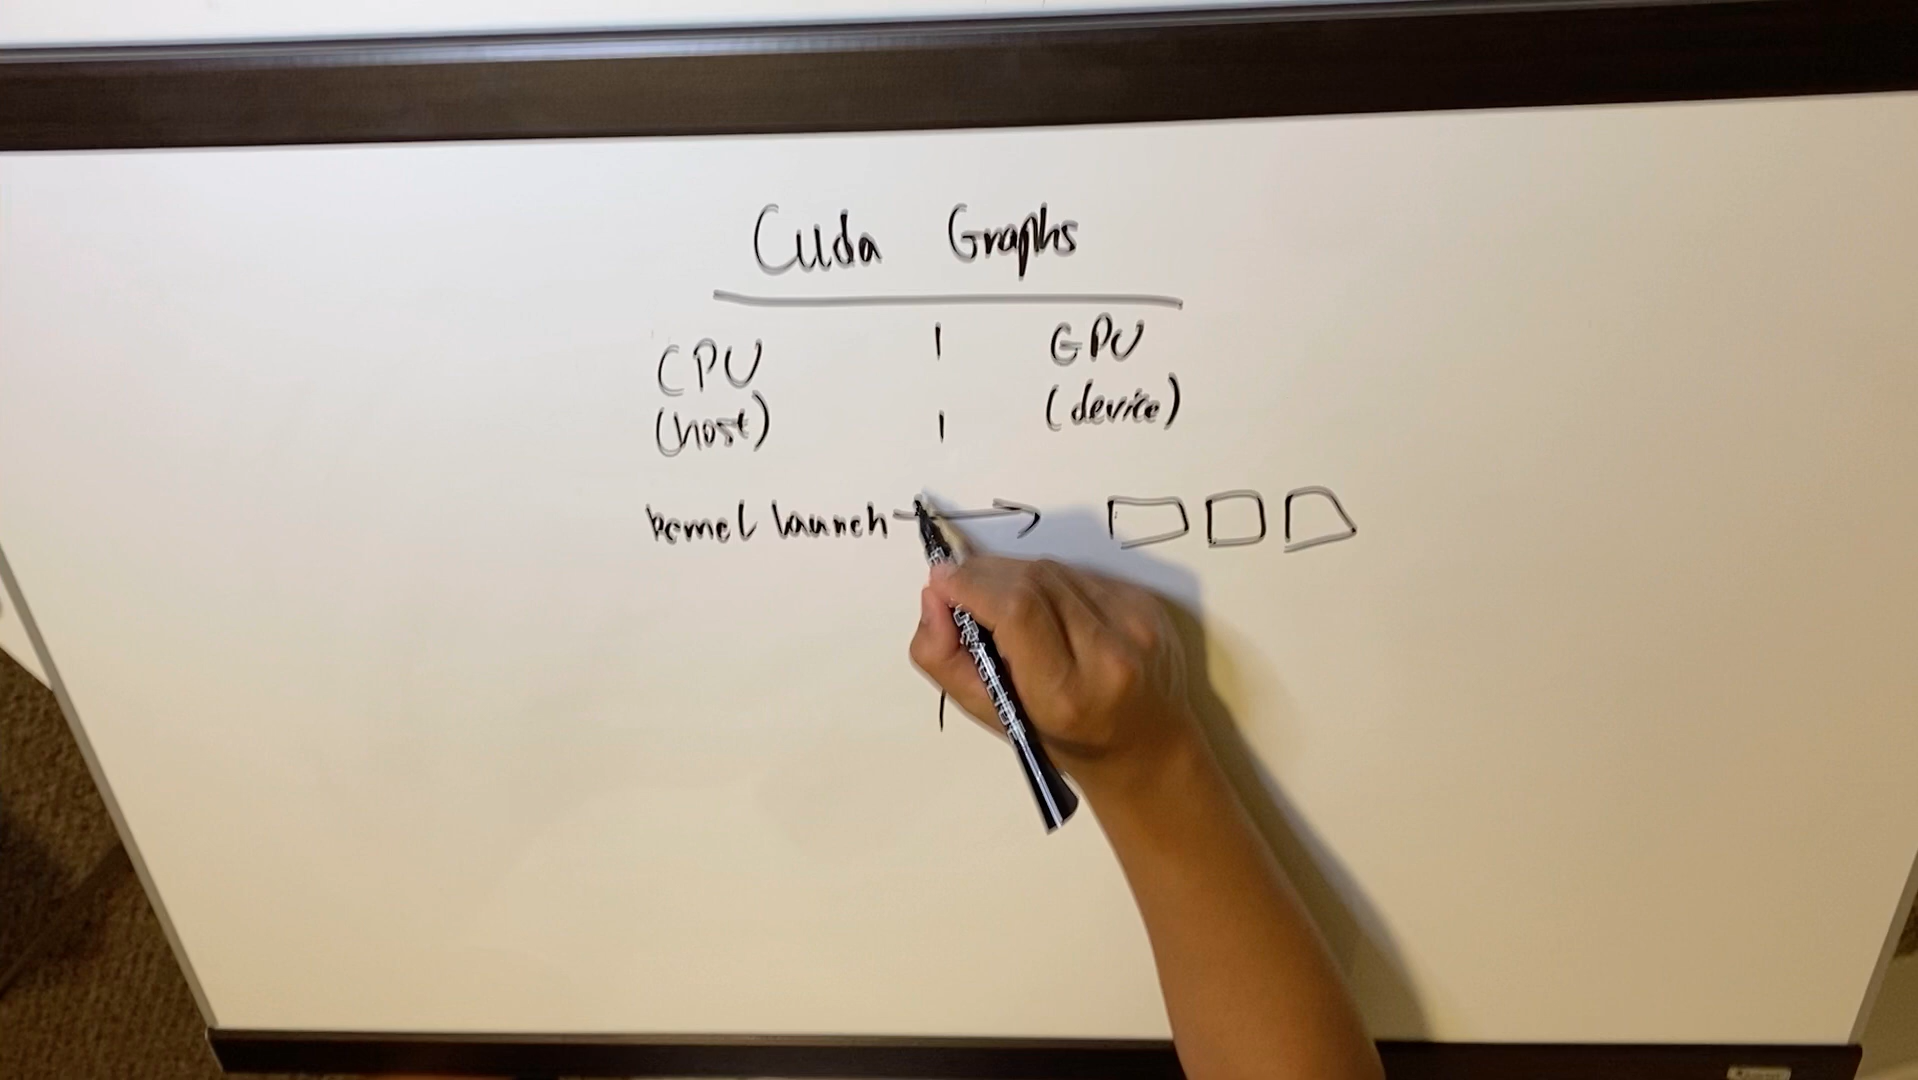 Cuda Graphs
CPU
(host)
GPU
(device)
kernel launch